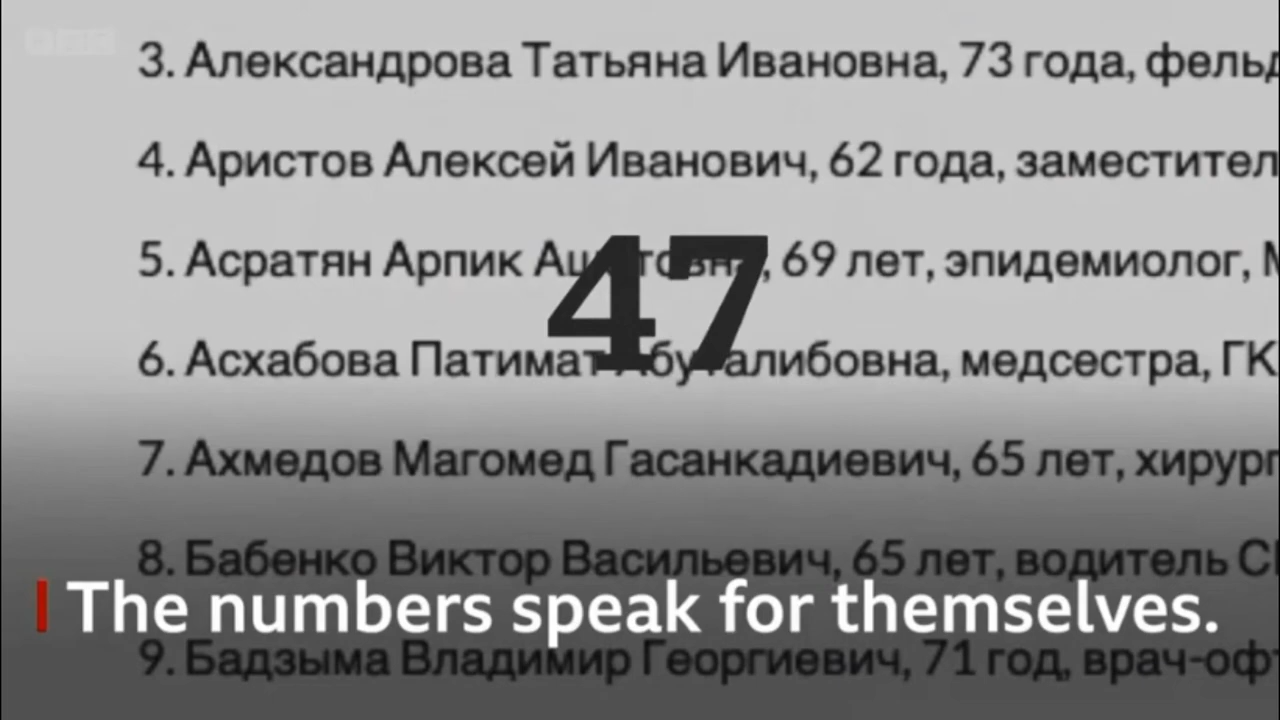 3. Александрова Татьяна Ивановна, 73 года, фельд
4. Аристов Алексей Иванович, 62 года, заместител
5. Асратян Арпик , 69 лет, эпидемиолог,
47
6. Асхабова Патимат , медсестра, ГК
7. Ахмедов Магомед Гасанкадиевич, 65 лет, хирург
8. Бабенко Виктор Васильевич, 65 лет, водитель
The numbers speak for themselves.
9. Бадзыма Владимир Георгиевич, 71 год, врач-оф